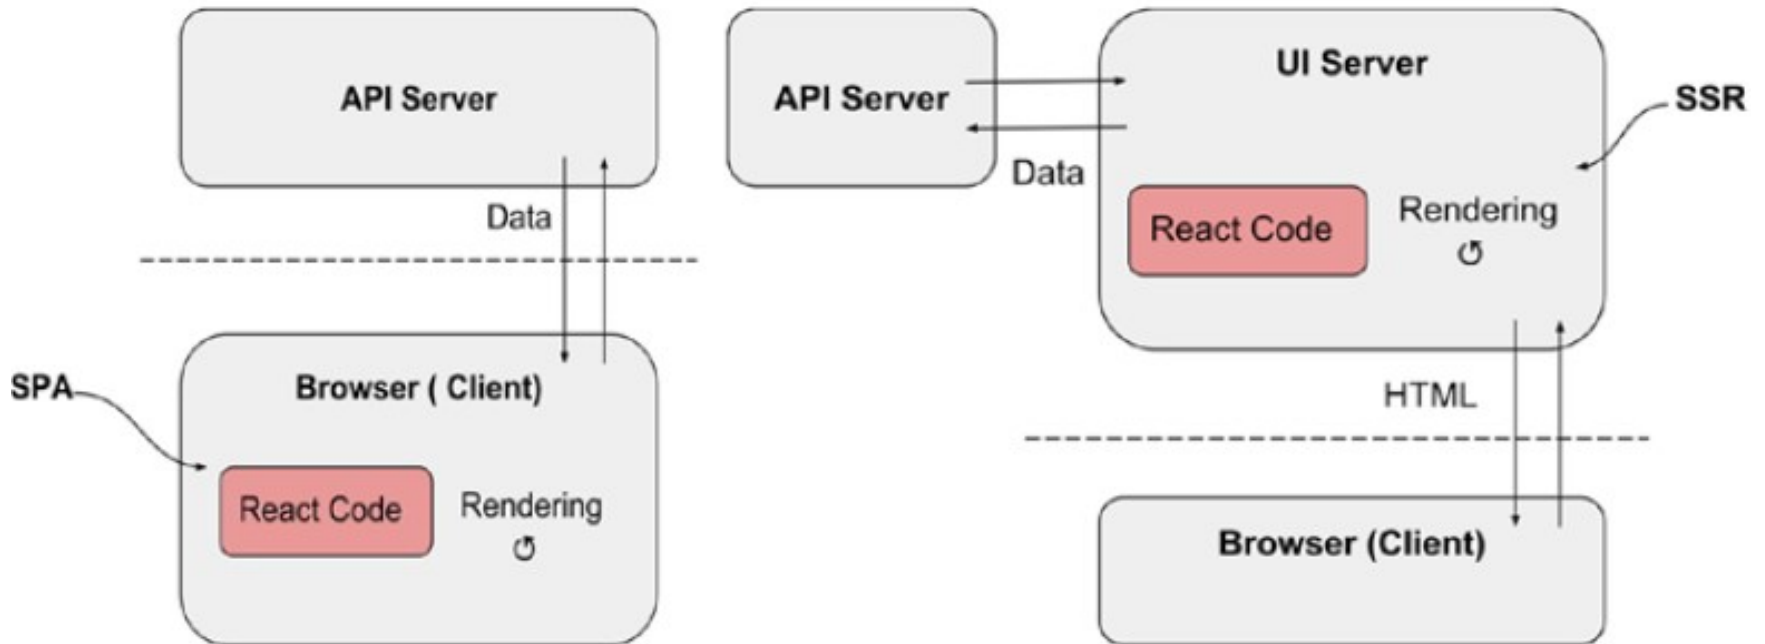 API Server
Data
SPA
Browser ( Client)
React Code
Rendering
API Server
UI Server
SSR
Data
React Code
Rendering
HTML
Browser (Client)